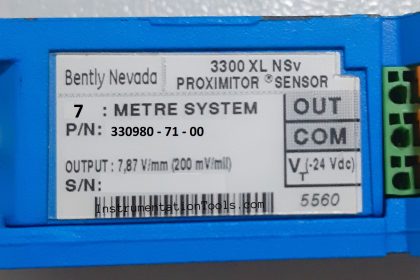 Bently Nevada
3300 XL NSv
PROXIMITOR ® SENSOR
7 : METRE SYSTEM
P/N: 330980 - 71 - 00
OUTPUT : 7,87 V/mm (200 mV/mil)
S/N:
OUT
COM
VT (-24 Vdc)
5560
InstrumentationTools.com